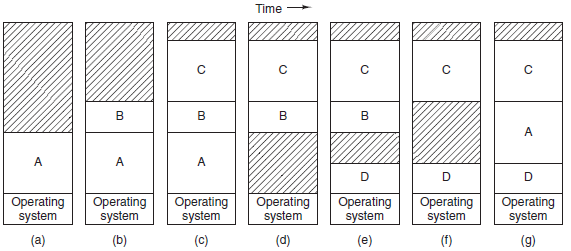 Time
C
C
C
C
C
B
B
B
B
A
A
A
A
D
D
D
Operating
system
Operating
system
Operating
system
Operating
system
Operating
system
Operating
system
Operating
system
(a)
(b)
(c)
(d)
(e)
(f)
(g)